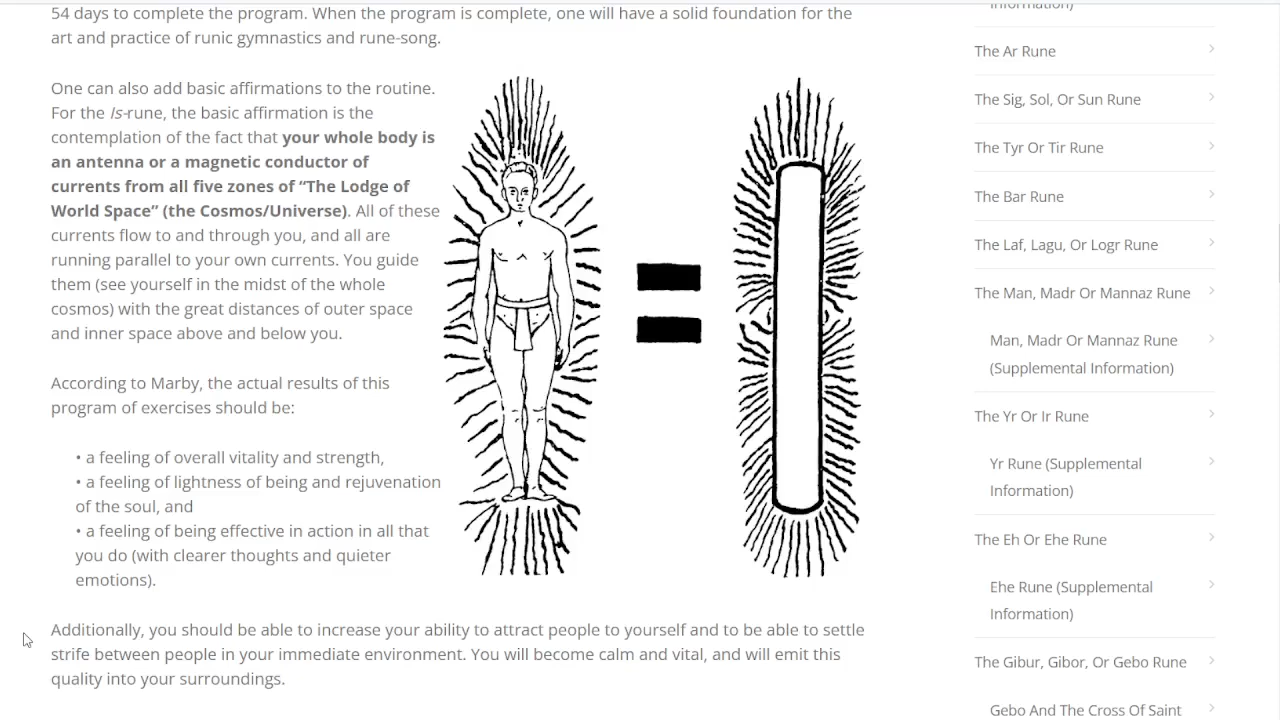 54 days to complete the program. When the program is complete, one will have a solid foundation for the
art and practice of runic gymnastics and rune-song.
One can also add basic affirmations to the routine.
For the Is-rune, the basic affirmation is the
contemplation of the fact that your whole body is
an antenna or a magnetic conductor of
currents from all five zones of “The Lodge of
World Space” (the Cosmos/Universe). All of these
currents flow to and through you, and all are
running parallel to your own currents. You guide
them (see yourself in the midst of the whole
cosmos) with the great distances of outer space
and inner space above and below you.
According to Marby, the actual results of this
program of exercises should be:
• a feeling of overall vitality and strength,
• a feeling of lightness of being and rejuvenation
of the soul, and
• a feeling of being effective in action in all that
you do (with clearer thoughts and quieter
emotions).
Additionally, you should be able to increase your ability to attract people to yourself and to be able to settle
strife between people in your immediate environment. You will become calm and vital, and will emit this
quality into your surroundings.
Information)
The Ar Rune
The Sig, Sol, Or Sun Rune
The Tyr Or Tir Rune
The Bar Rune
The Laf, Lagu, Or Logr Rune
The Man, Madr Or Mannaz Rune
Man, Madr Or Mannaz Rune
(Supplemental Information)
The Yr Or Ir Rune
Yr Rune (Supplemental
Information)
The Eh Or Ehe Rune
Ehe Rune (Supplemental
Information)
The Gibur, Gibor, Or Gebo Rune
Gebo And The Cross Of Saint